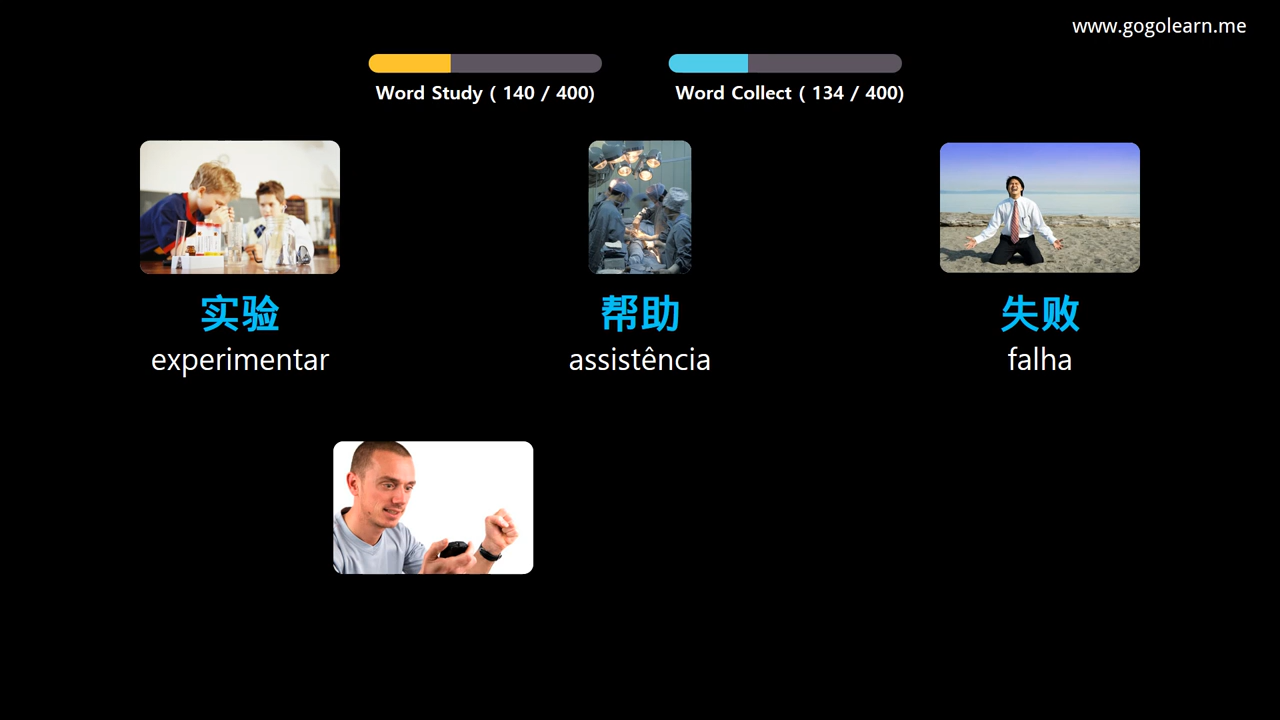 www.gogolearn.me
Word Study ( 140 / 400)
Word Collect ( 134 / 400)
实验
experimentar
帮助
assistência
失败
falha